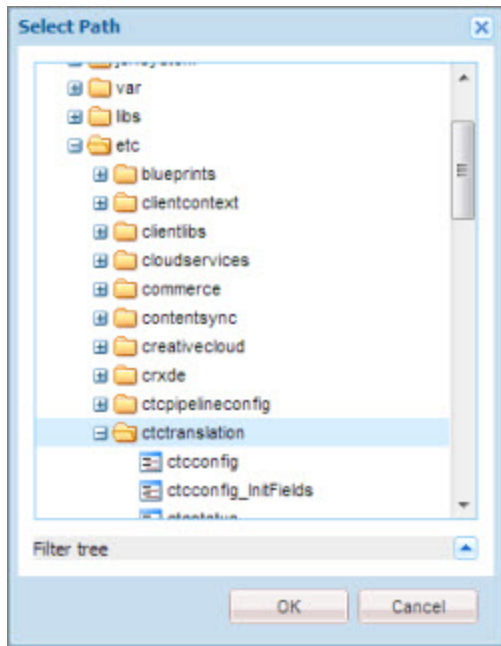 Select Path
var
libs
etc
blueprints
clientcontext
clientlibs
cloudservices
commerce
contentsync
creativecloud
crxde
ctcpipelineconfig
ctctranslation
ctcconfig
ctcconfig_InitFields
Filter tree
OK
Cancel